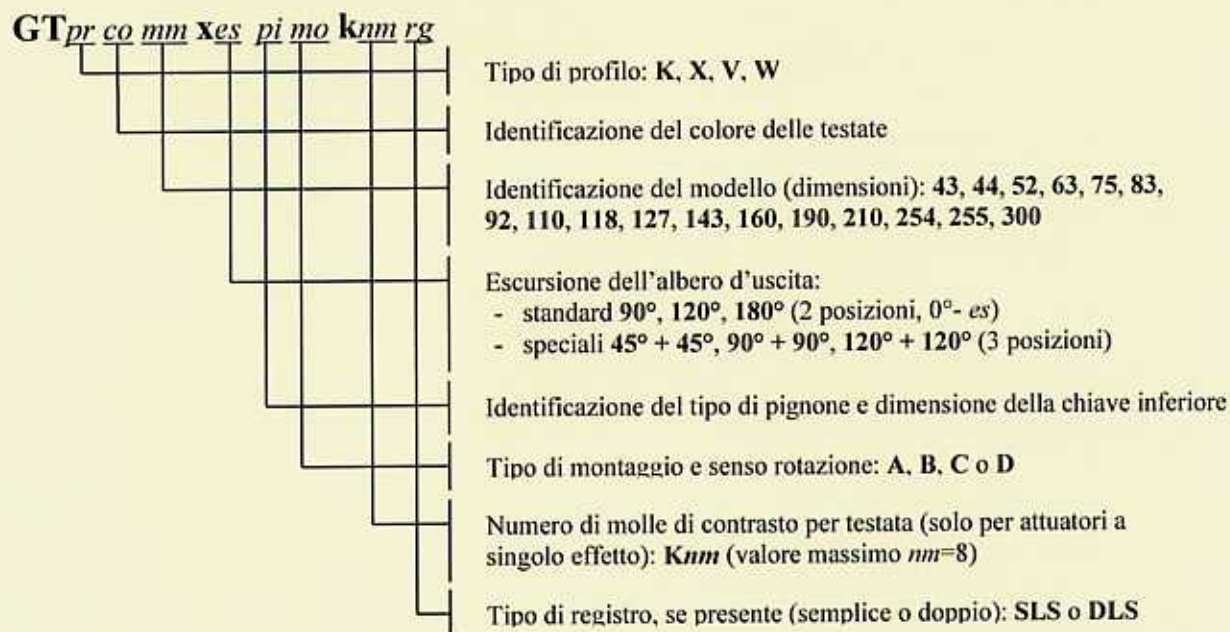 GTpr co mm xes pi mo knm rg
Tipo di profilo: K, X, V, W
Identificazione del colore delle testate
Identificazione del modello (dimensioni): 43, 44, 52, 63, 75, 83,
92, 110, 118, 127, 143, 160, 190, 210, 254, 255, 300
Escursione dell'albero d'uscita:
- standard 90°, 120°, 180° (2 posizioni, 0°- es)
- speciali 45° + 45°, 90° + 90°, 120° + 120° (3 posizioni)
Identificazione del tipo di pignone e dimensione della chiave inferiore
Tipo di montaggio e senso rotazione: A, B, C o D
Numero di molle di contrasto per testata (solo per attuatori a
singolo effetto): Knm (valore massimo nm=8)
Tipo di registro, se presente (semplice o doppio): SLS o DLS